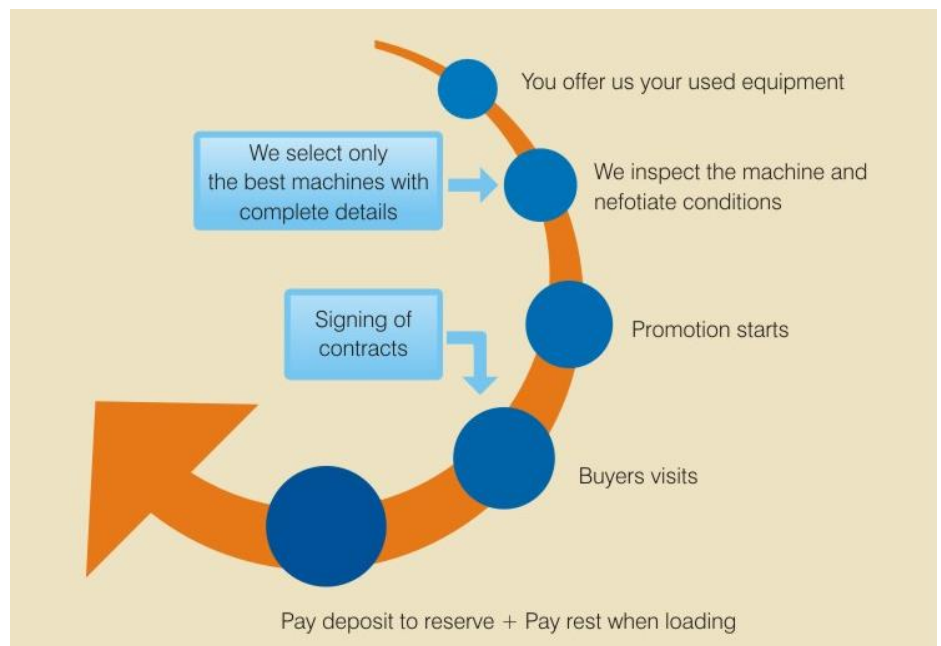 You offer us your used equipment
We select only
the best machines with
complete details
We inspect the machine and
nefotiate conditions
Promotion starts
Signing of
contracts
Buyers visits
Pay deposit to reserve + Pay rest when loading